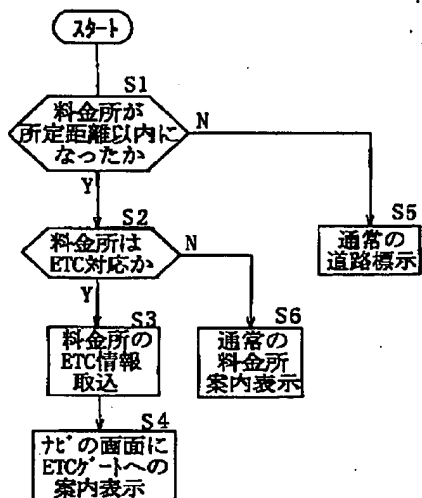 スタート
S1
料金所が
所定距離以内に
なったか
N
Y
S2
料金所は
ETC対応か
N
Y
S5
通常の
道路標示
S3
料金所の
ETC情報
取込
S6
通常の
料金所
案内表示
S4
ナビの画面に
ETCゲートへの
案内表示